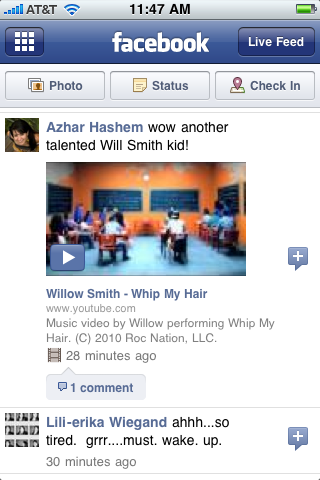 AT&T 11:47 AM
facebook Live Feed
Photo Status Check In
Azhar Hashem wow another
talented Will Smith kid!
Willow Smith - Whip My Hair
www.youtube.com
Music video by Willow performing Whip My
Hair. (C) 2010 Roc Nation, LLC.
28 minutes ago
1 comment
Lili-erika Wiegand ahhh...so
tired. grrr....must. wake. up.
30 minutes ago